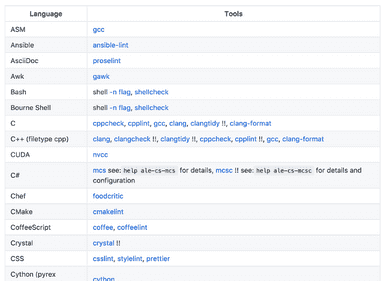 Language Tools
ASM gcc
Ansible ansible-lint
AsciiDoc proselint
Awk gawk
Bash shell -n flag, shellcheck
Bourne Shell shell -n flag, shellcheck
C cppcheck, cpplint, gcc, clang, clangtidy !!, clang-format
C++ (filetype cpp) clang, clangcheck !!, clangtidy !!, cppcheck, cpplint !!, gcc, clang-format
CUDA nvcc
C# mcs see: help ale-cs-mcs for details, mcsc !! see: help ale-cs-mcsc for details and
configuration
Chef foodcritic
CMake cmakelint
CoffeeScript coffee, coffeelint
Crystal crystal !!
CSS csslint, stylelint, prettier
Cython (pyrex cython